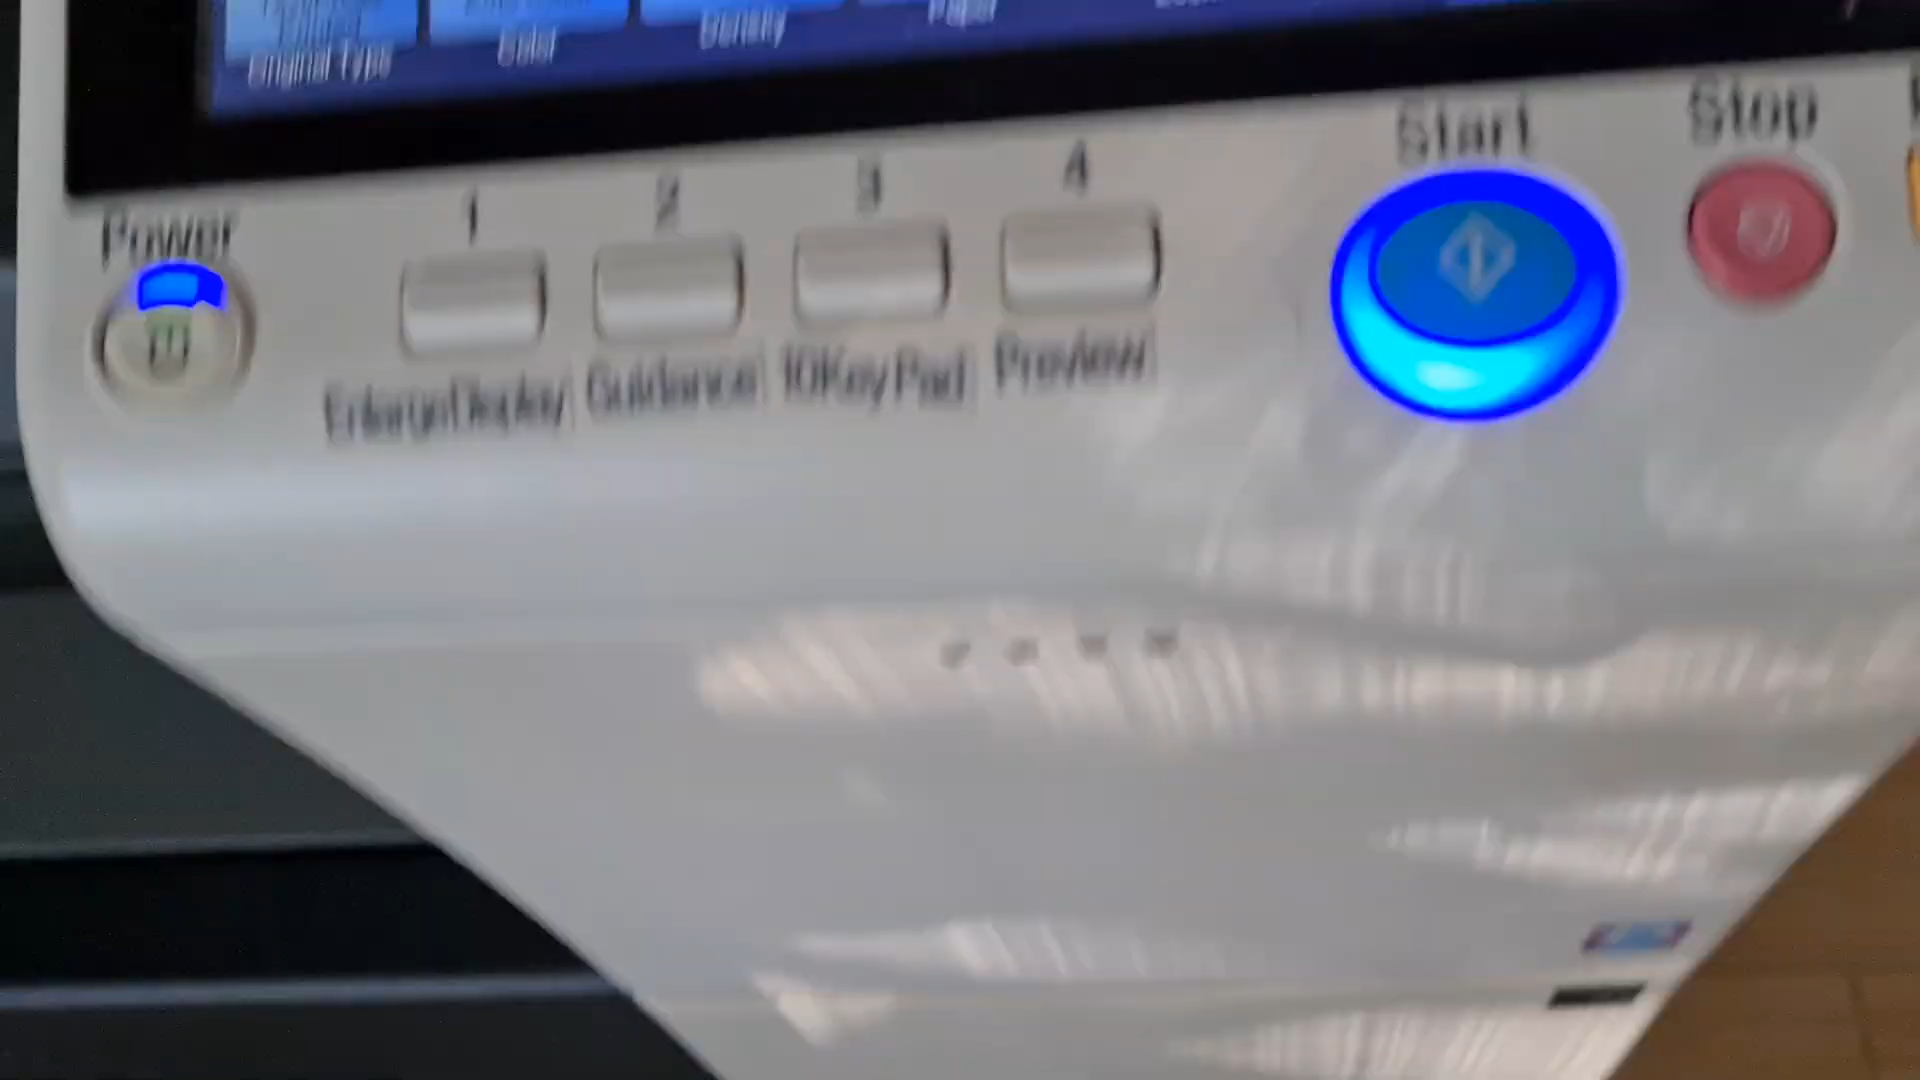 Original Type
Color
Density
Paper
Start
Stop
Power
1
2
3
4
Enlarge Display
Guidance
10 Key Pad
Preview